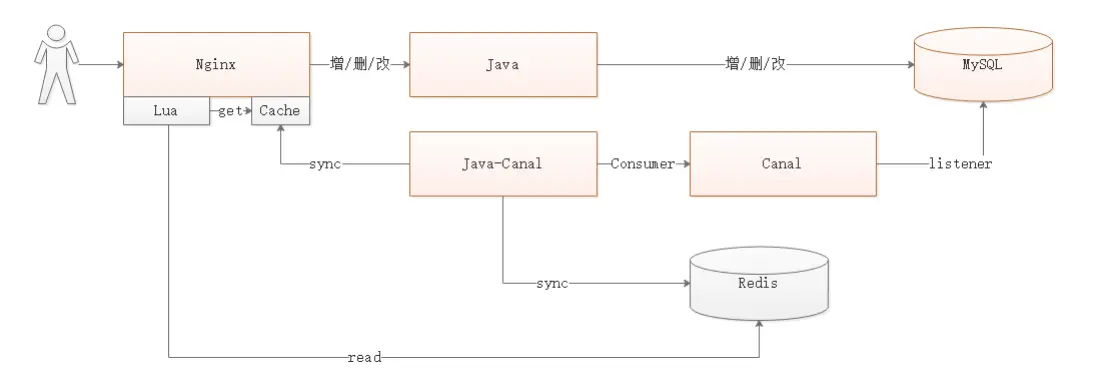 Nginx
增/删/改
Java
增/删/改
MySQL
Lua
get
Cache
sync
Java-Canal
Consumer
Canal
listener
sync
Redis
read